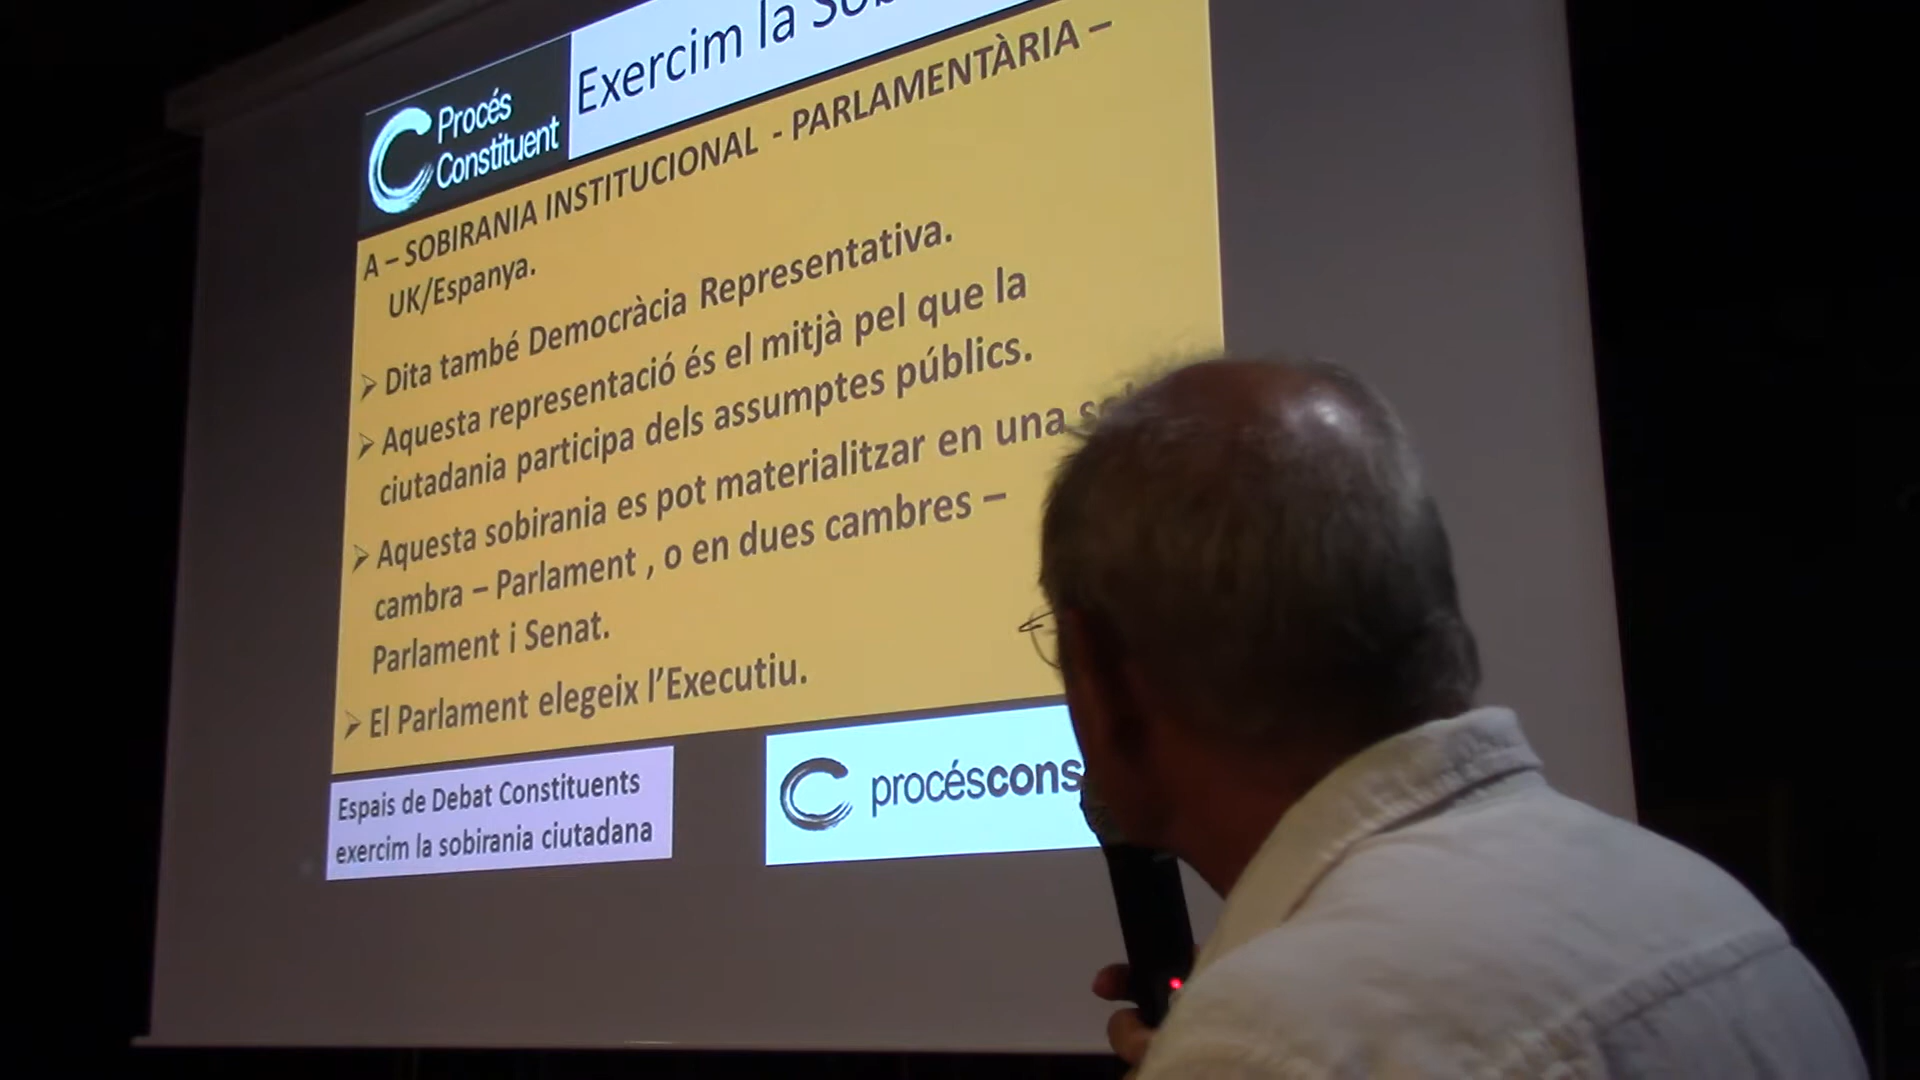 Procés
Constituent
Exercim la
A – SOBIRANIA INSTITUCIONAL - PARLAMENTÀRIA –
UK/Espanya.
➢ Dita també Democràcia Representativa.
➢ Aquesta representació és el mitjà pel que la
ciutadania participa dels assumptes públics.
➢ Aquesta sobirania es pot materialitzar en una
cambra – Parlament , o en dues cambres –
Parlament i Senat.
➢ El Parlament elegeix l'Executiu.
Espais de Debat Constituents
exercim la sobirania ciutadana
procéscons